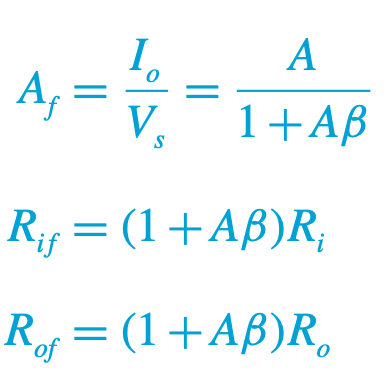 A_f = I_o / V_s = A / (1 + Aβ)
R_if = (1 + Aβ)R_i
R_of = (1 + Aβ)R_o